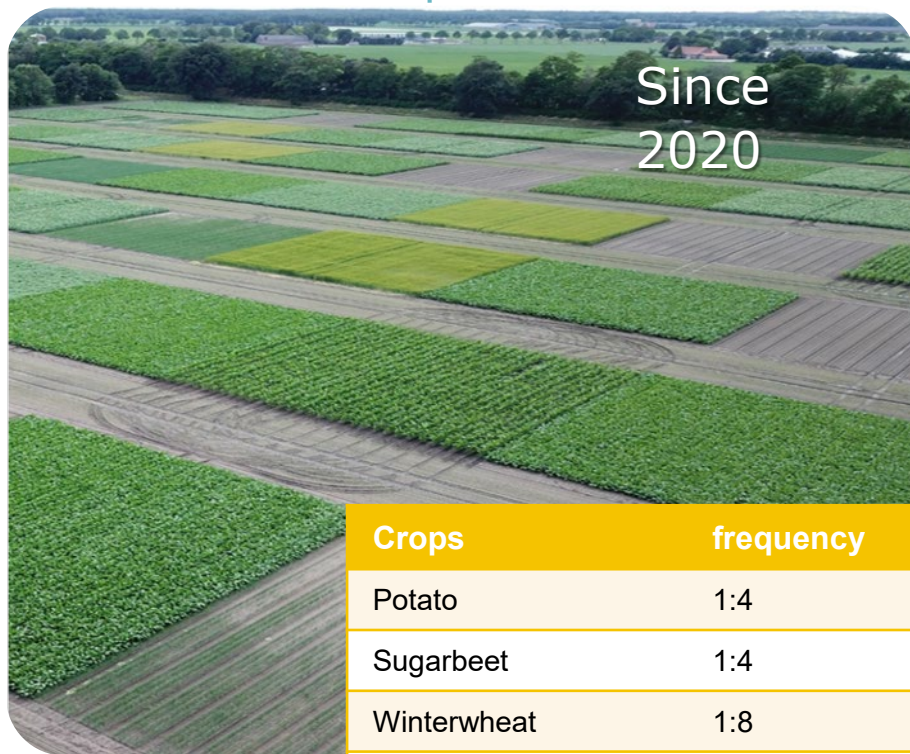 Since
2020
Crops frequency
Potato 1:4
Sugarbeet 1:4
Winterwheat 1:8